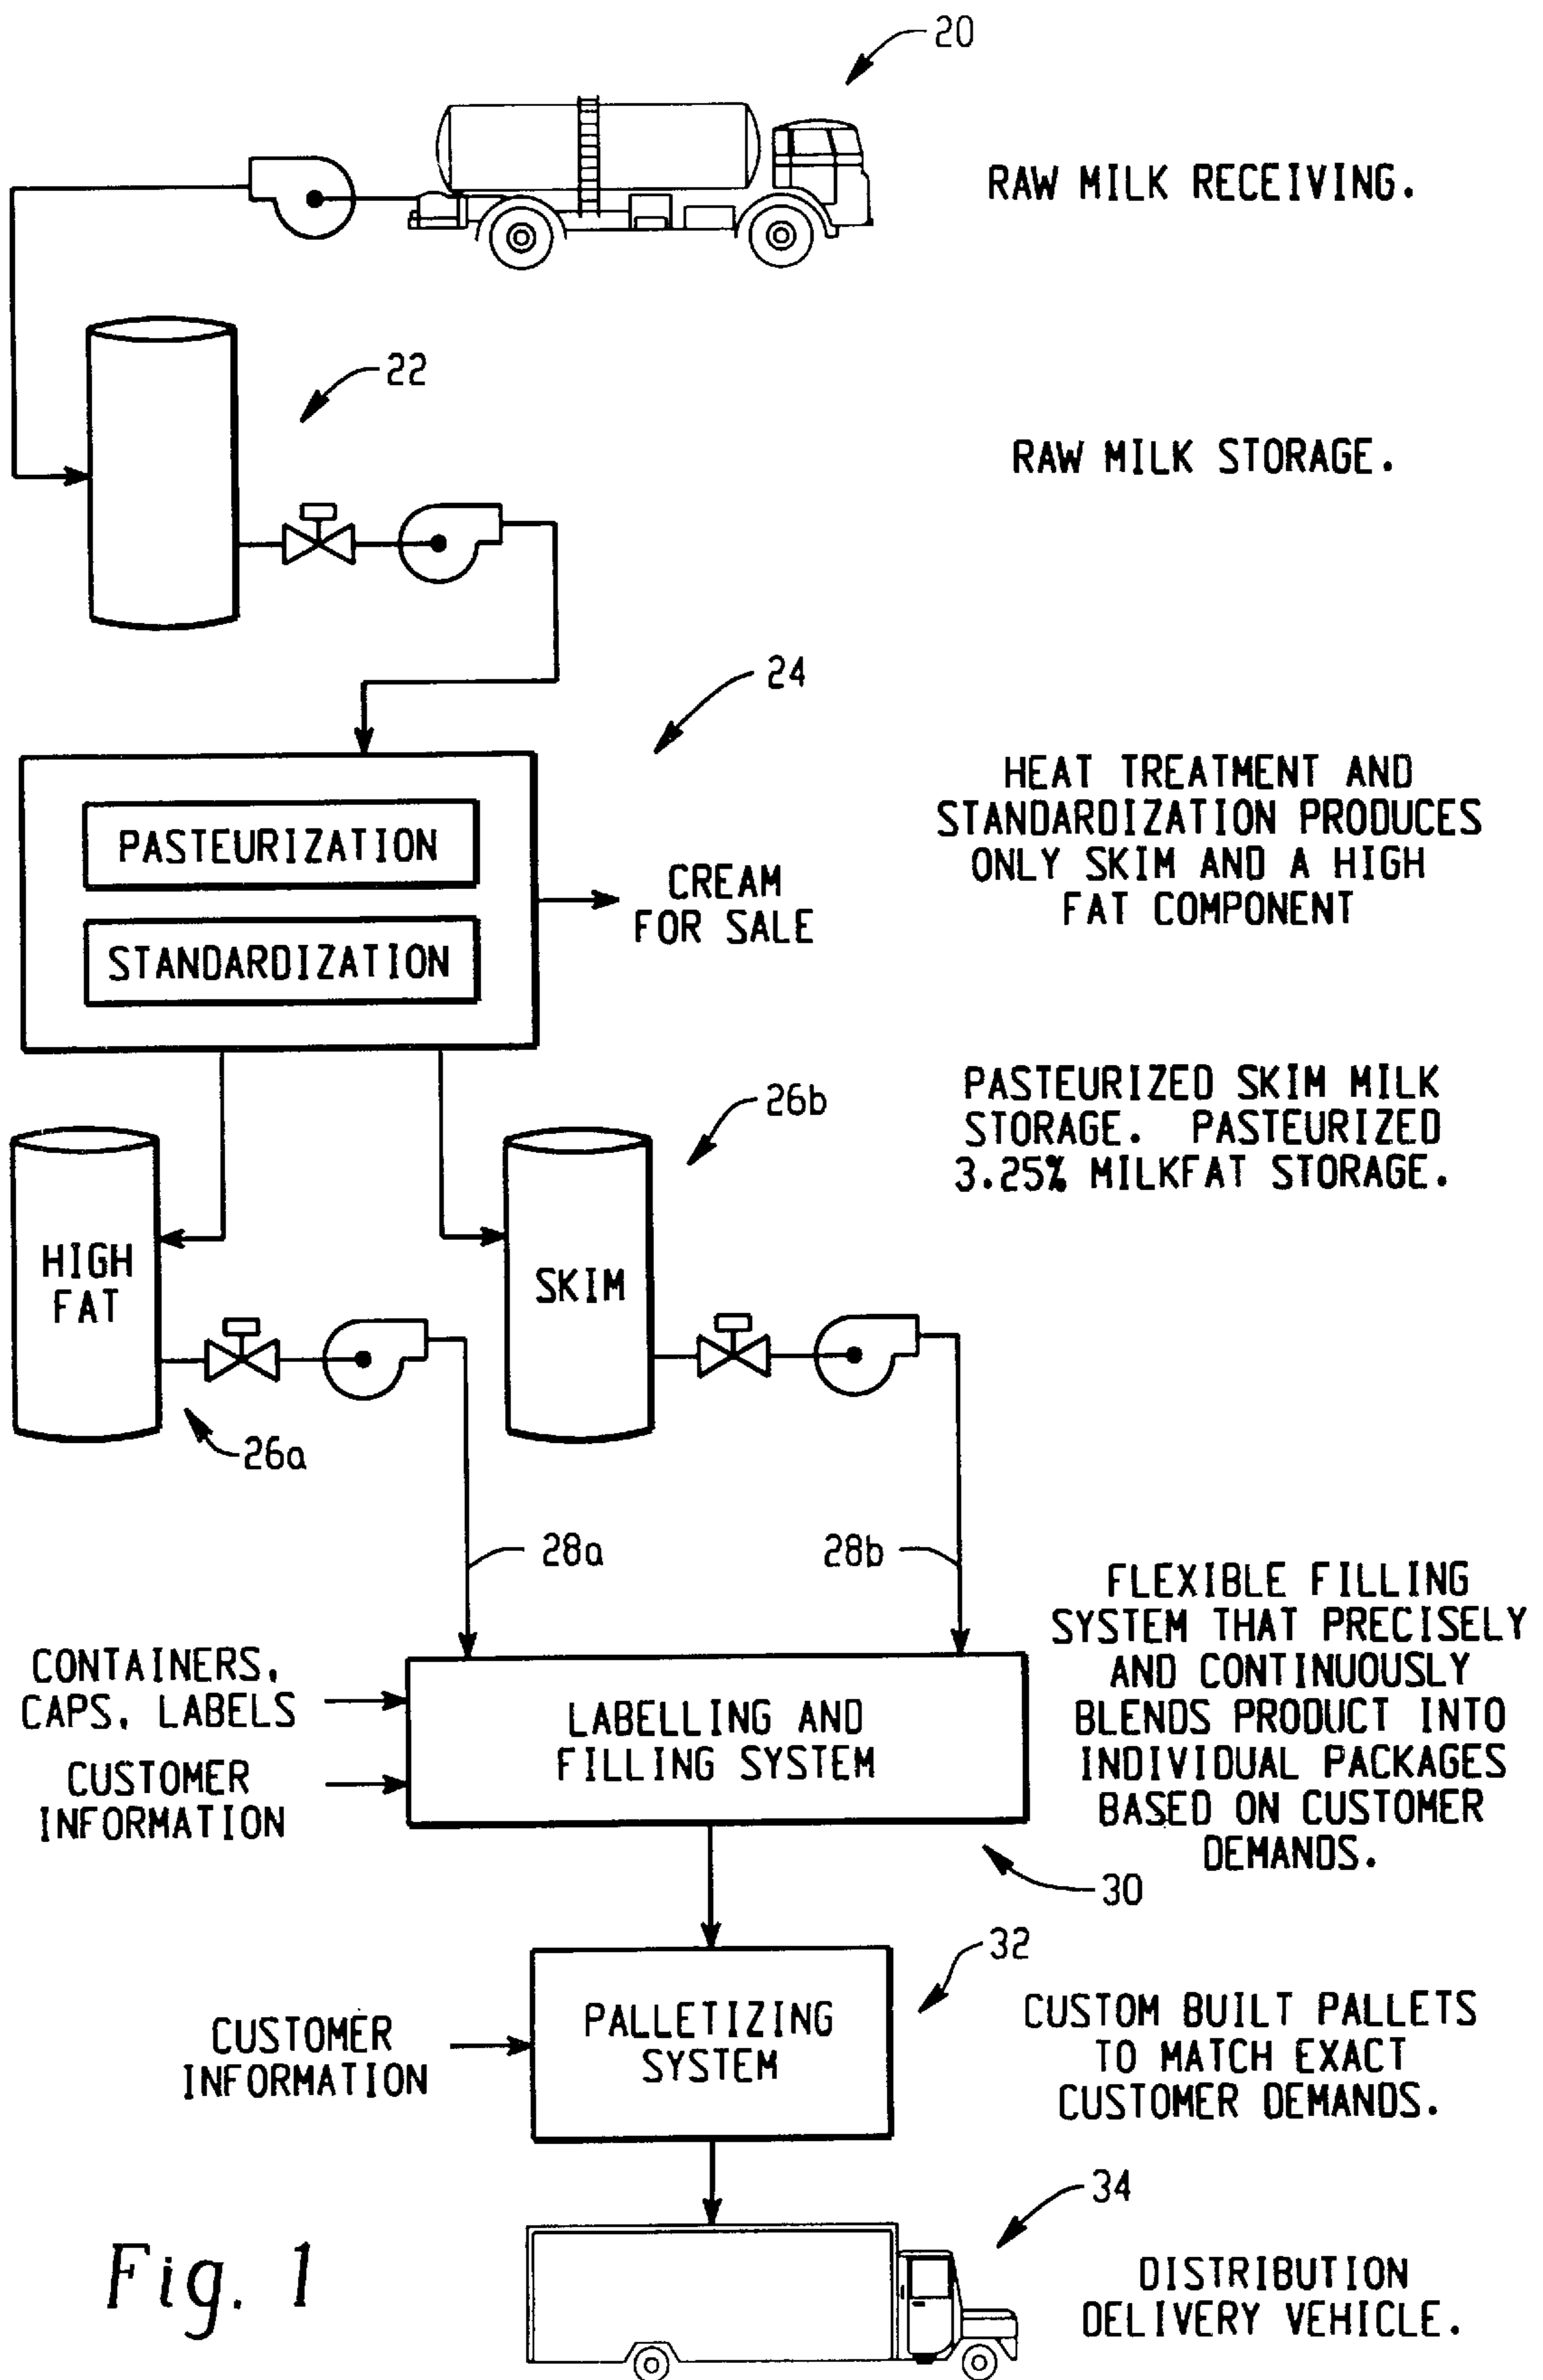 20
RAW MILK RECEIVING.
22
RAW MILK STORAGE.
24
PASTEURIZATION
STANDARDIZATION
CREAM
FOR SALE
HEAT TREATMENT AND
STANDARDIZATION PRODUCES
ONLY SKIM AND A HIGH
FAT COMPONENT
26b
PASTEURIZED SKIM MILK
STORAGE. PASTEURIZED
3.25% MILKFAT STORAGE.
HIGH
FAT
SKIM
26a
28a
28b
CONTAINERS,
CAPS, LABELS
CUSTOMER
INFORMATION
LABELLING AND
FILLING SYSTEM
FLEXIBLE FILLING
SYSTEM THAT PRECISELY
AND CONTINUOUSLY
BLENDS PRODUCT INTO
INDIVIDUAL PACKAGES
BASED ON CUSTOMER
DEMANDS.
30
32
CUSTOMER
INFORMATION
PALLETIZING
SYSTEM
CUSTOM BUILT PALLETS
TO MATCH EXACT
CUSTOMER DEMANDS.
34
DISTRIBUTION
DELIVERY VEHICLE.
Fig. 1